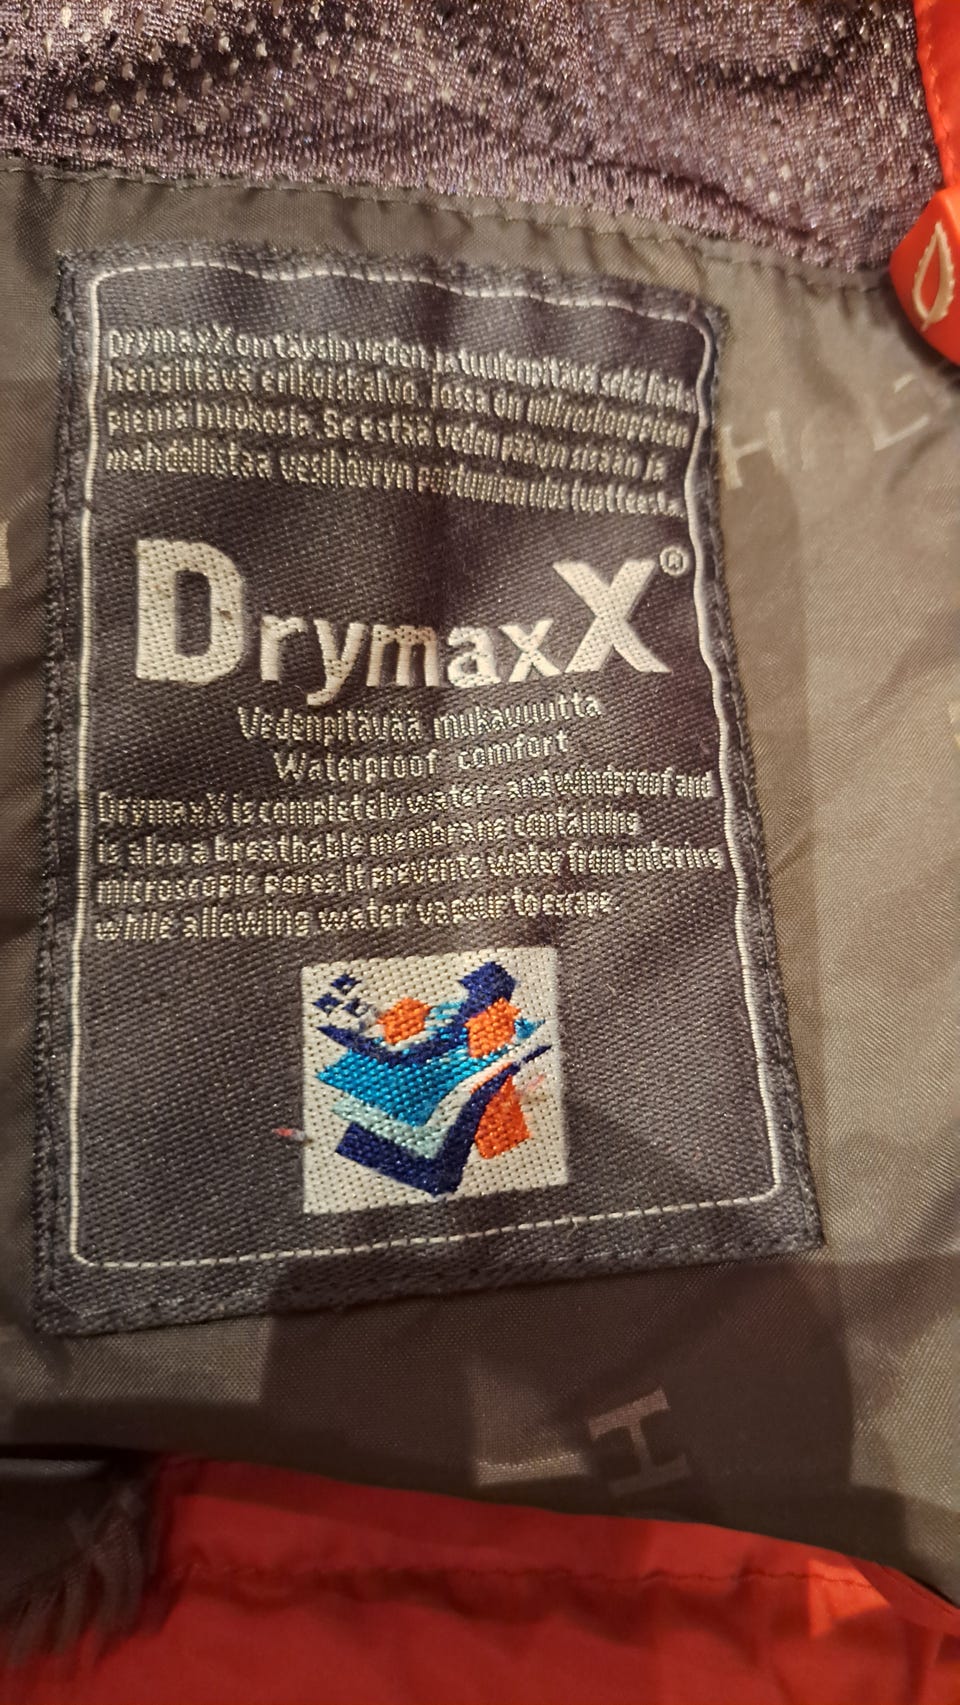 DrymaxX on täysin veden- ja tuulenpitävä sekä
hengittävä erikoiskalvo, jossa on mikroskooppisen
pieniä huokosia. Se estää veden pääsyn sisään ja
mahdollistaa vesihöyryn poistumisen ulos tuotteesta.
DrymaxX®
Vedenpitävää mukavuutta
Waterproof comfort
DrymaxX is completely water- and windproof and
is also a breathable membrane containing
microscopic pores. It prevents water from entering
while allowing water vapour to escape.
H